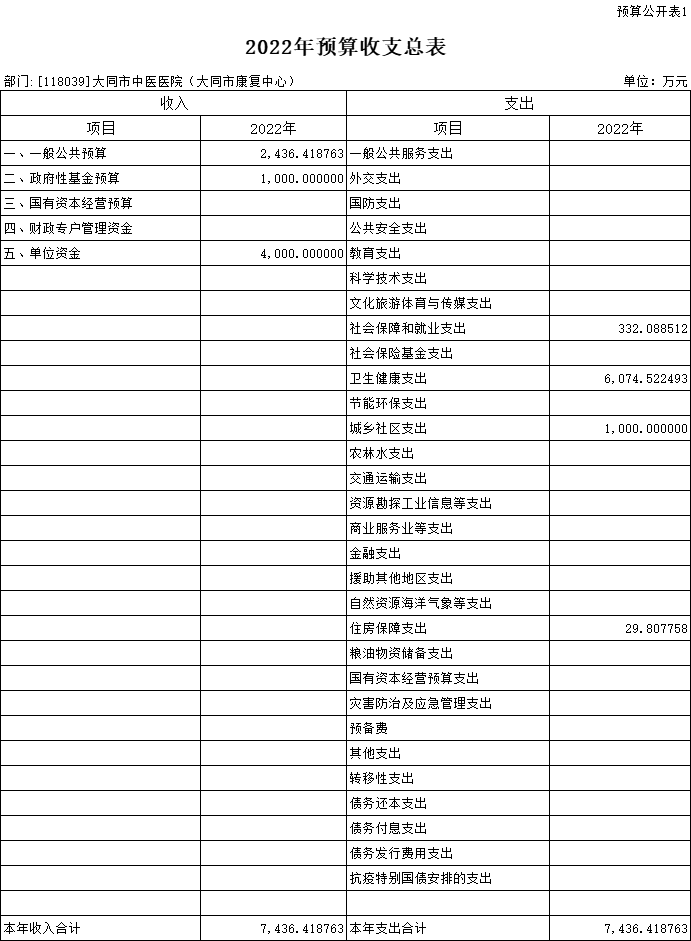 预算公开表1
2022年预算收支总表
部门:[118039]大同市中医医院（大同市康复中心） 单位：万元
收入 支出
项目 2022年 项目 2022年
一、一般公共预算 2,436.418763 一般公共服务支出
二、政府性基金预算 1,000.000000 外交支出
三、国有资本经营预算 国防支出
四、财政专户管理资金 公共安全支出
五、单位资金 4,000.000000 教育支出
科学技术支出
文化旅游体育与传媒支出
社会保障和就业支出 332.088512
社会保险基金支出
卫生健康支出 6,074.522493
节能环保支出
城乡社区支出 1,000.000000
农林水支出
交通运输支出
资源勘探工业信息等支出
商业服务业等支出
金融支出
援助其他地区支出
自然资源海洋气象等支出
住房保障支出 29.807758
粮油物资储备支出
国有资本经营预算支出
灾害防治及应急管理支出
预备费
其他支出
转移性支出
债务还本支出
债务付息支出
债务发行费用支出
抗疫特别国债安排的支出
本年收入合计 7,436.418763 本年支出合计 7,436.418763